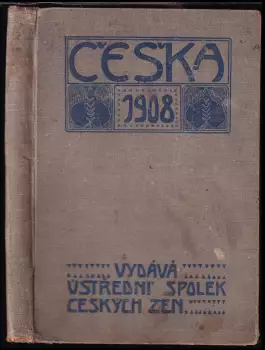 ČESKA
1908
VYDÁVÁ
ÚSTŘEDNÍ SPOLEK
ČESKÝCH ŽEN